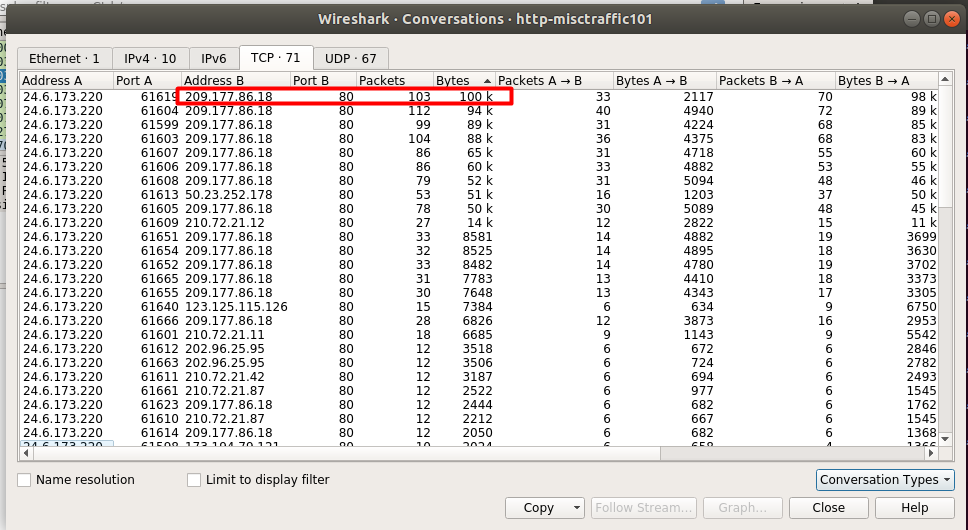 Wireshark · Conversations · http-misctraffic101
Ethernet · 1 IPv4 · 10 IPv6 TCP · 71 UDP · 67
Address A Port A Address B Port B Packets Bytes Packets A → B Bytes A → B Packets B → A Bytes B → A
24.6.173.220 61619 209.177.86.18 80 103 100 k 33 2117 70 98 k
24.6.173.220 61604 209.177.86.18 80 112 94 k 40 4940 72 89 k
24.6.173.220 61599 209.177.86.18 80 99 89 k 31 4224 68 85 k
24.6.173.220 61603 209.177.86.18 80 104 88 k 36 4375 68 83 k
24.6.173.220 61607 209.177.86.18 80 86 65 k 31 4718 55 60 k
24.6.173.220 61606 209.177.86.18 80 86 60 k 33 4882 53 55 k
24.6.173.220 61608 209.177.86.18 80 79 52 k 31 5094 48 46 k
24.6.173.220 61613 50.23.252.178 80 53 51 k 16 1203 37 50 k
24.6.173.220 61605 209.177.86.18 80 78 50 k 30 5089 48 45 k
24.6.173.220 61609 210.72.21.12 80 27 14 k 12 2822 15 11 k
24.6.173.220 61651 209.177.86.18 80 33 8581 14 4882 19 3699
24.6.173.220 61654 209.177.86.18 80 32 8525 14 4895 18 3630
24.6.173.220 61652 209.177.86.18 80 33 8482 14 4780 19 3702
24.6.173.220 61665 209.177.86.18 80 31 7783 13 4410 18 3373
24.6.173.220 61655 209.177.86.18 80 30 7648 13 4343 17 3305
24.6.173.220 61640 123.125.115.126 80 15 7384 6 634 9 6750
24.6.173.220 61666 209.177.86.18 80 28 6826 12 3873 16 2953
24.6.173.220 61601 210.72.21.11 80 18 6685 9 1143 9 5542
24.6.173.220 61612 202.96.25.95 80 12 3518 6 672 6 2846
24.6.173.220 61663 202.96.25.95 80 12 3506 6 724 6 2782
24.6.173.220 61611 210.72.21.42 80 12 3187 6 694 6 2493
24.6.173.220 61661 210.72.21.87 80 12 2522 6 977 6 1545
24.6.173.220 61623 209.177.86.18 80 12 2444 6 682 6 1762
24.6.173.220 61610 210.72.21.87 80 12 2212 6 667 6 1545
24.6.173.220 61614 209.177.86.18 80 12 2050 6 682 6 1368
Name resolution Limit to display filter Conversation Types
Copy Follow Stream... Graph... Close Help